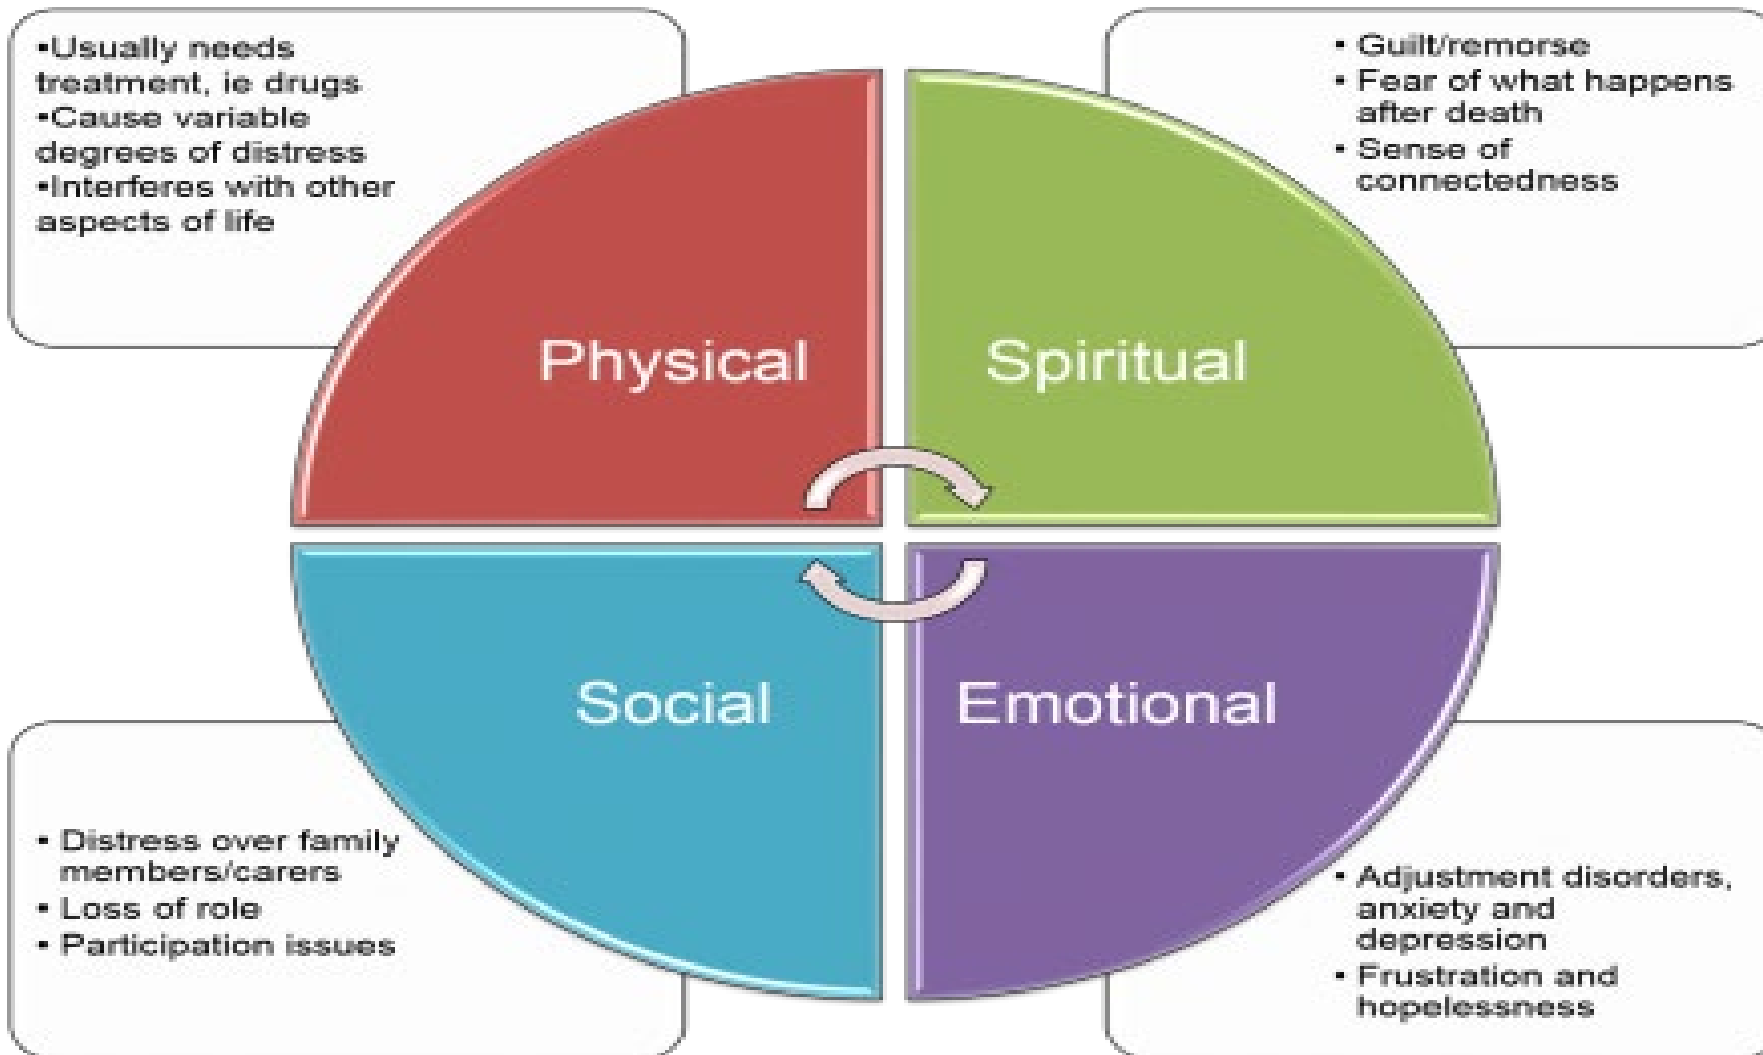 •Usually needs
treatment, ie drugs
•Cause variable
degrees of distress
•Interferes with other
aspects of life
• Guilt/remorse
• Fear of what happens
after death
• Sense of
connectedness
Physical
Spiritual
Social
Emotional
• Distress over family
members/carers
• Loss of role
• Participation issues
• Adjustment disorders,
anxiety and
depression
• Frustration and
hopelessness